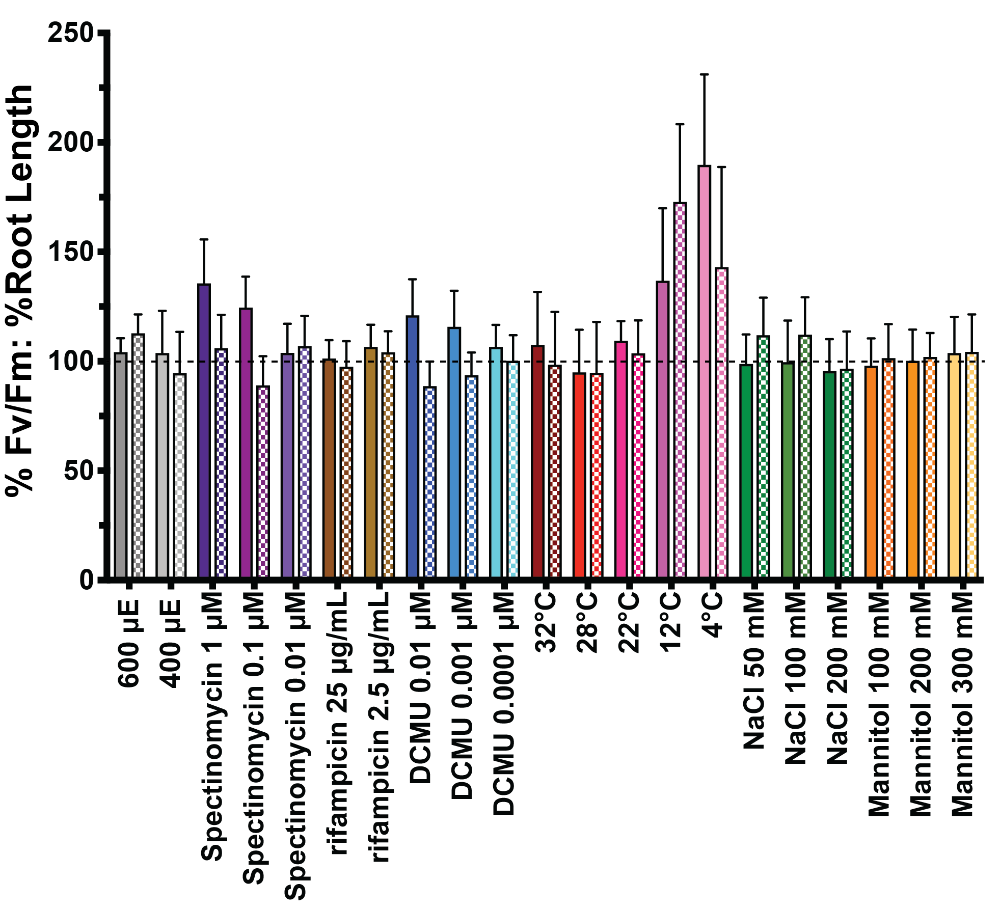 % Fv/Fm: %Root Length
250
200
150
100
50
0
600 µE
400 µE
Spectinomycin 1 µM
Spectinomycin 0.1 µM
Spectinomycin 0.01 µM
rifampicin 25 µg/mL
rifampicin 2.5 µg/mL
DCMU 0.01 µM
DCMU 0.001 µM
DCMU 0.0001 µM
32°C
28°C
22°C
12°C
4°C
NaCl 50 mM
NaCl 100 mM
NaCl 200 mM
Mannitol 100 mM
Mannitol 200 mM
Mannitol 300 mM